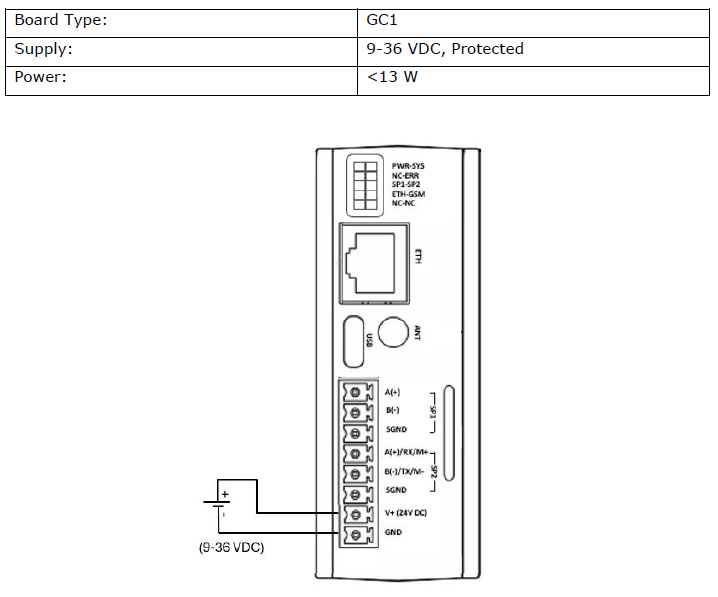 Board Type: GC1
Supply: 9-36 VDC, Protected
Power: <13 W
PWR-SYS
NC-ERR
SP1-SP2
ETH-GSM
NC-NC
ETH
USB
ANT
A(+)
B(-)
SP1
SGND
A(+)/RX/M+
B(-)/TX/M-
SP2
SGND
+
V+ (24V DC)
-
GND
(9-36 VDC)